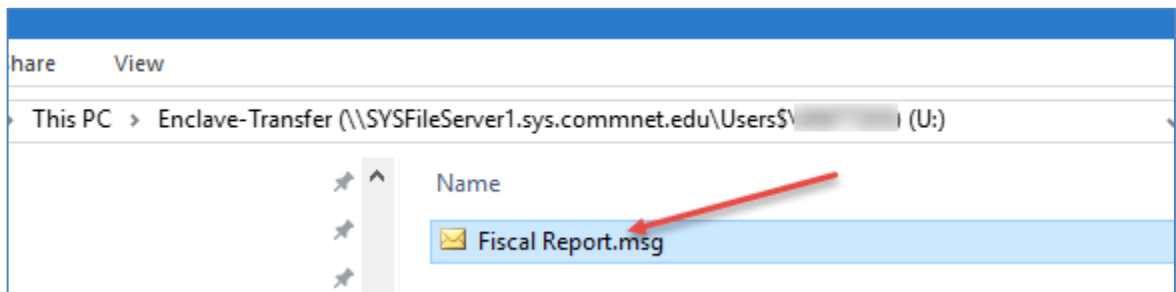 hare View
This PC > Enclave-Transfer (\\SYSFileServer1.sys.commnet.edu\Users$\ ) (U:)
Name
Fiscal Report.msg